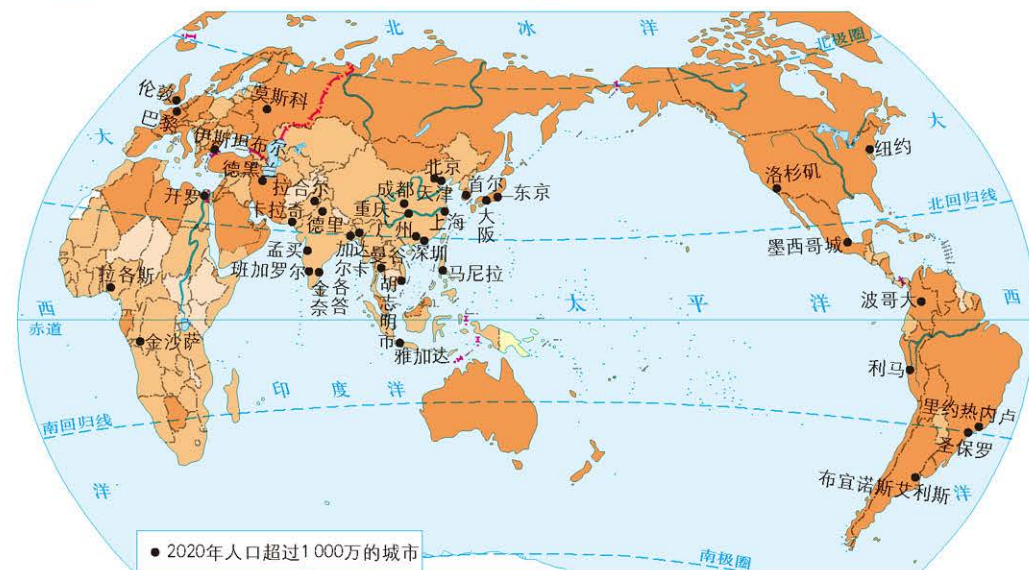 北 冰 洋
北极圈
伦敦
巴黎
莫斯科
大
伊斯坦布尔
德黑兰
开罗
拉合尔
卡拉奇
德里
北京
成都
天津
首尔
东京
重庆
上海
大阪
广州
深圳
孟买
加尔各答
达卡
曼谷
班加罗尔
金奈
胡志明市
马尼拉
雅加达
拉各斯
金沙萨
西
赤道
太 平 洋
印 度 洋
南回归线
洋
大
纽约
洛杉矶
北回归线
墨西哥城
波哥大
西
利马
里约热内卢
圣保罗
布宜诺斯艾利斯
洋
南极圈
2020年人口超过1 000万的城市